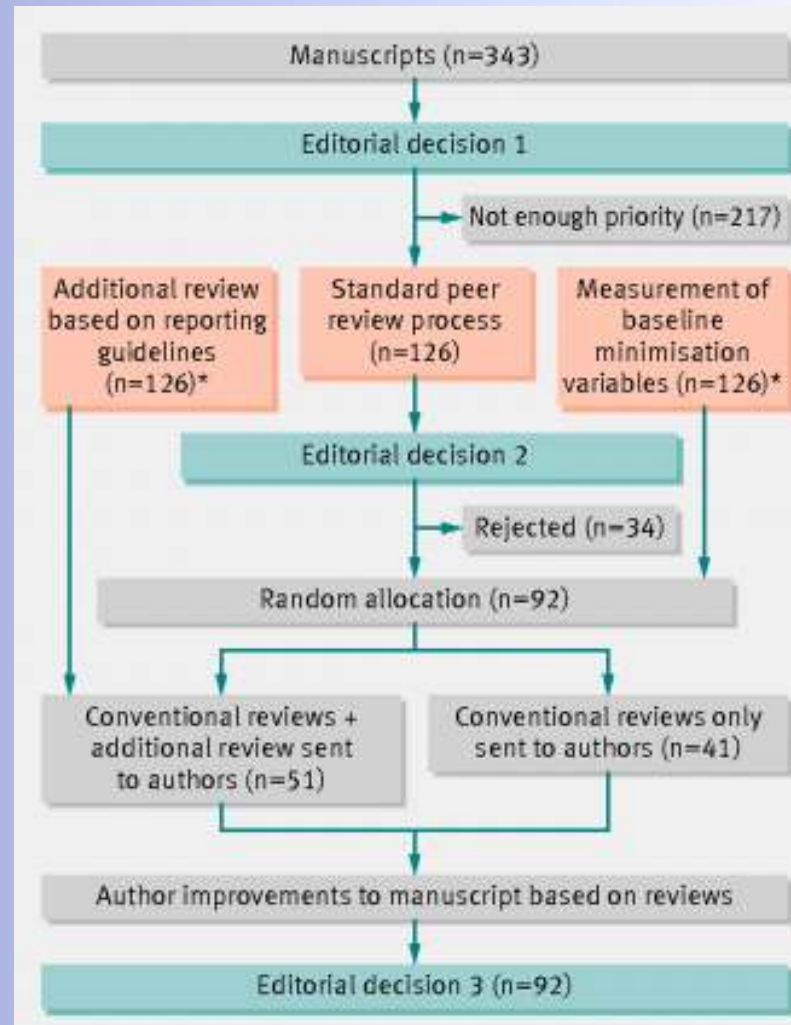 Manuscripts (n=343)
Editorial decision 1
Not enough priority (n=217)
Additional review
based on reporting
guidelines
(n=126)*
Standard peer
review process
(n=126)
Measurement of
baseline
minimisation
variables (n=126)*
Editorial decision 2
Rejected (n=34)
Random allocation (n=92)
Conventional reviews +
additional review sent
to authors (n=51)
Conventional reviews only
sent to authors (n=41)
Author improvements to manuscript based on reviews
Editorial decision 3 (n=92)